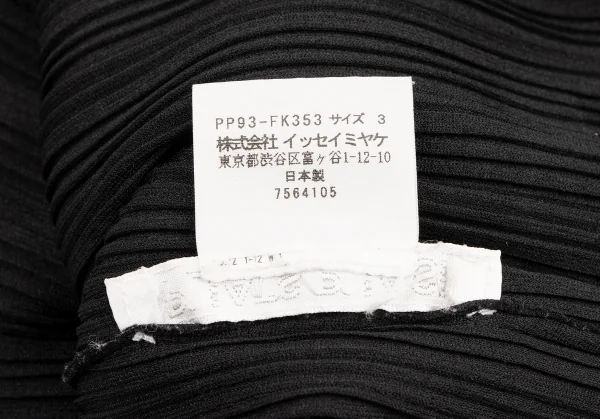 PP93-FK353 サイズ 3
株式会社 イッセイミヤケ
東京都渋谷区富ヶ谷1-12-10
日本製
7564105